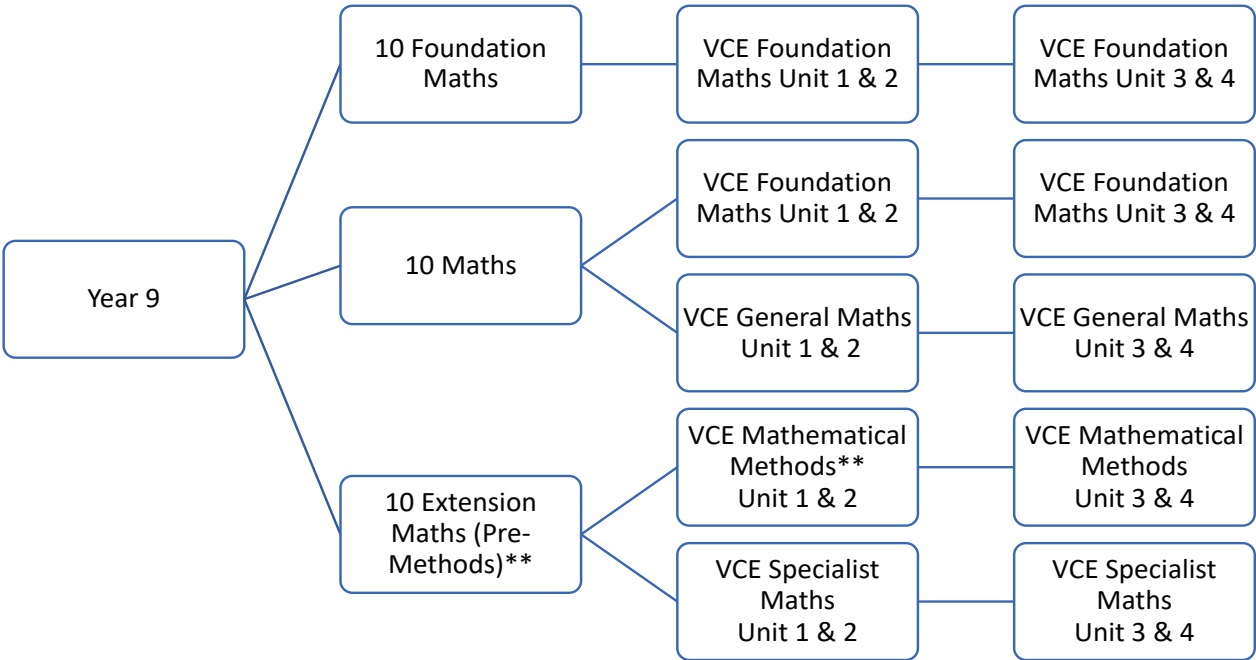 Year 9
10 Foundation
Maths
10 Maths
10 Extension
Maths (Pre-
Methods)**
VCE Foundation
Maths Unit 1 & 2
VCE Foundation
Maths Unit 1 & 2
VCE General Maths
Unit 1 & 2
VCE Mathematical
Methods**
Unit 1 & 2
VCE Specialist
Maths
Unit 1 & 2
VCE Foundation
Maths Unit 3 & 4
VCE Foundation
Maths Unit 3 & 4
VCE General Maths
Unit 3 & 4
VCE Mathematical
Methods
Unit 3 & 4
VCE Specialist
Maths
Unit 3 & 4